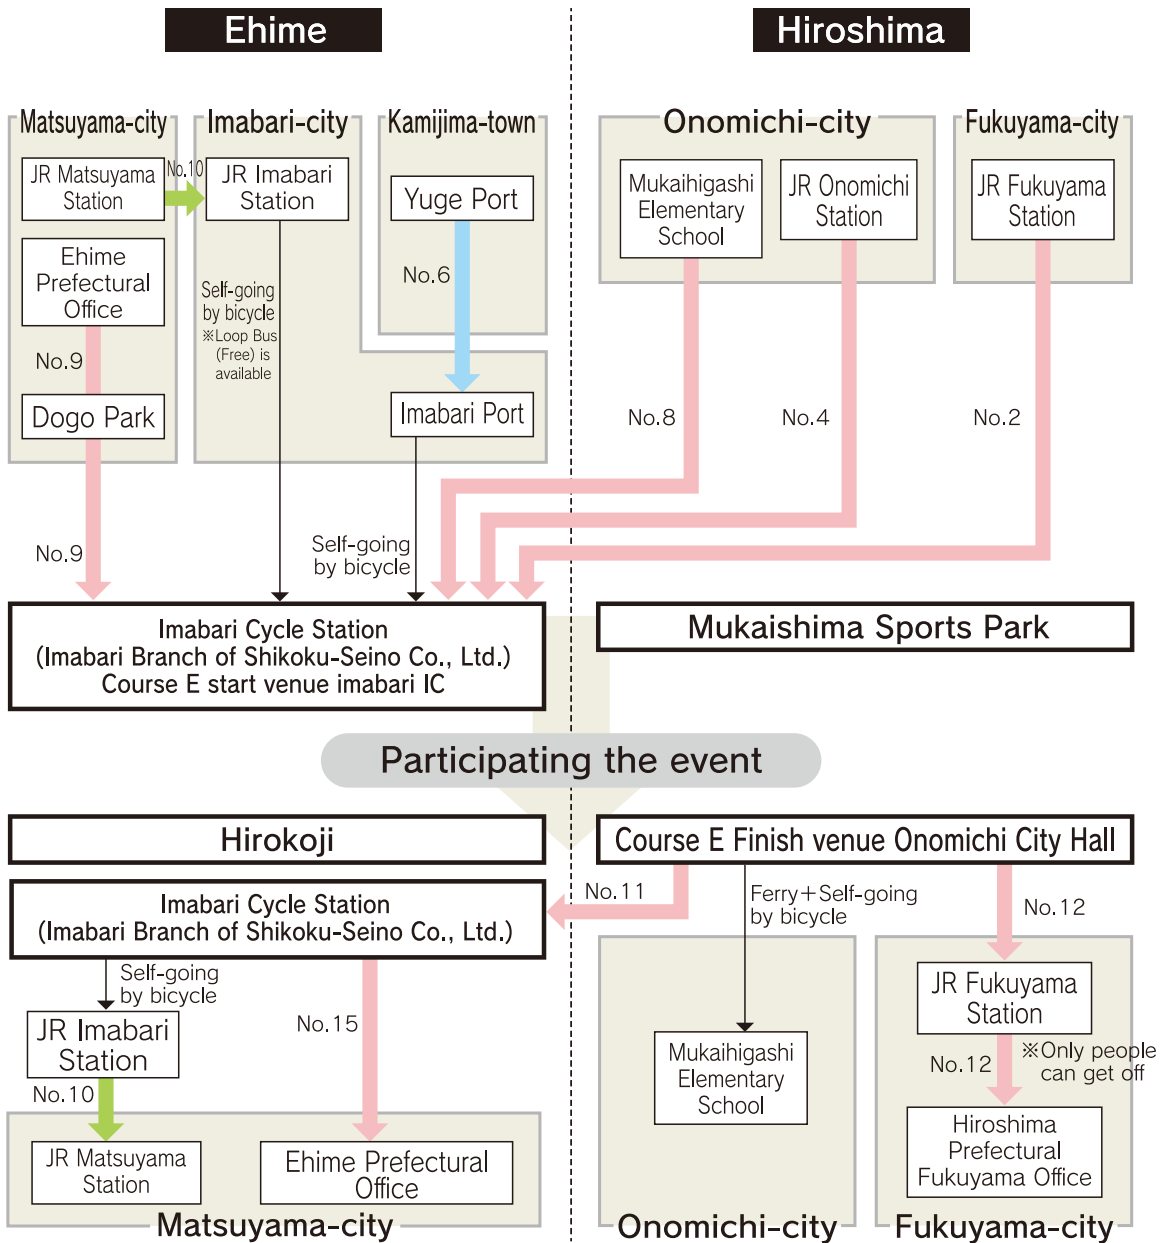 Ehime
Hiroshima
Matsuyama-city
Imabari-city
Kamijima-town
Onomichi-city
Fukuyama-city
JR Matsuyama
Station
No.10
JR Imabari
Station
Yuge Port
Mukaihigashi
Elementary
School
JR Onomichi
Station
JR Fukuyama
Station
Ehime
Prefectural
Office
No.6
Self-going
by bicycle
※Loop Bus
(Free) is
available
No.9
Dogo Park
Imabari Port
No.8
No.4
No.2
No.9
Self-going
by bicycle
Imabari Cycle Station
(Imabari Branch of Shikoku-Seino Co., Ltd.)
Course E start venue imabari IC
Mukaishima Sports Park
Participating the event
Hirokoji
Course E Finish venue Onomichi City Hall
Imabari Cycle Station
(Imabari Branch of Shikoku-Seino Co., Ltd.)
No.11
Ferry+Self-going
by bicycle
No.12
Self-going
by bicycle
JR Imabari
Station
No.15
JR Fukuyama
Station
Mukaihigashi
Elementary
School
No.12
※Only people
can get off
No.10
JR Matsuyama
Station
Ehime Prefectural
Office
Hiroshima
Prefectural
Fukuyama Office
Matsuyama-city
Onomichi-city
Fukuyama-city